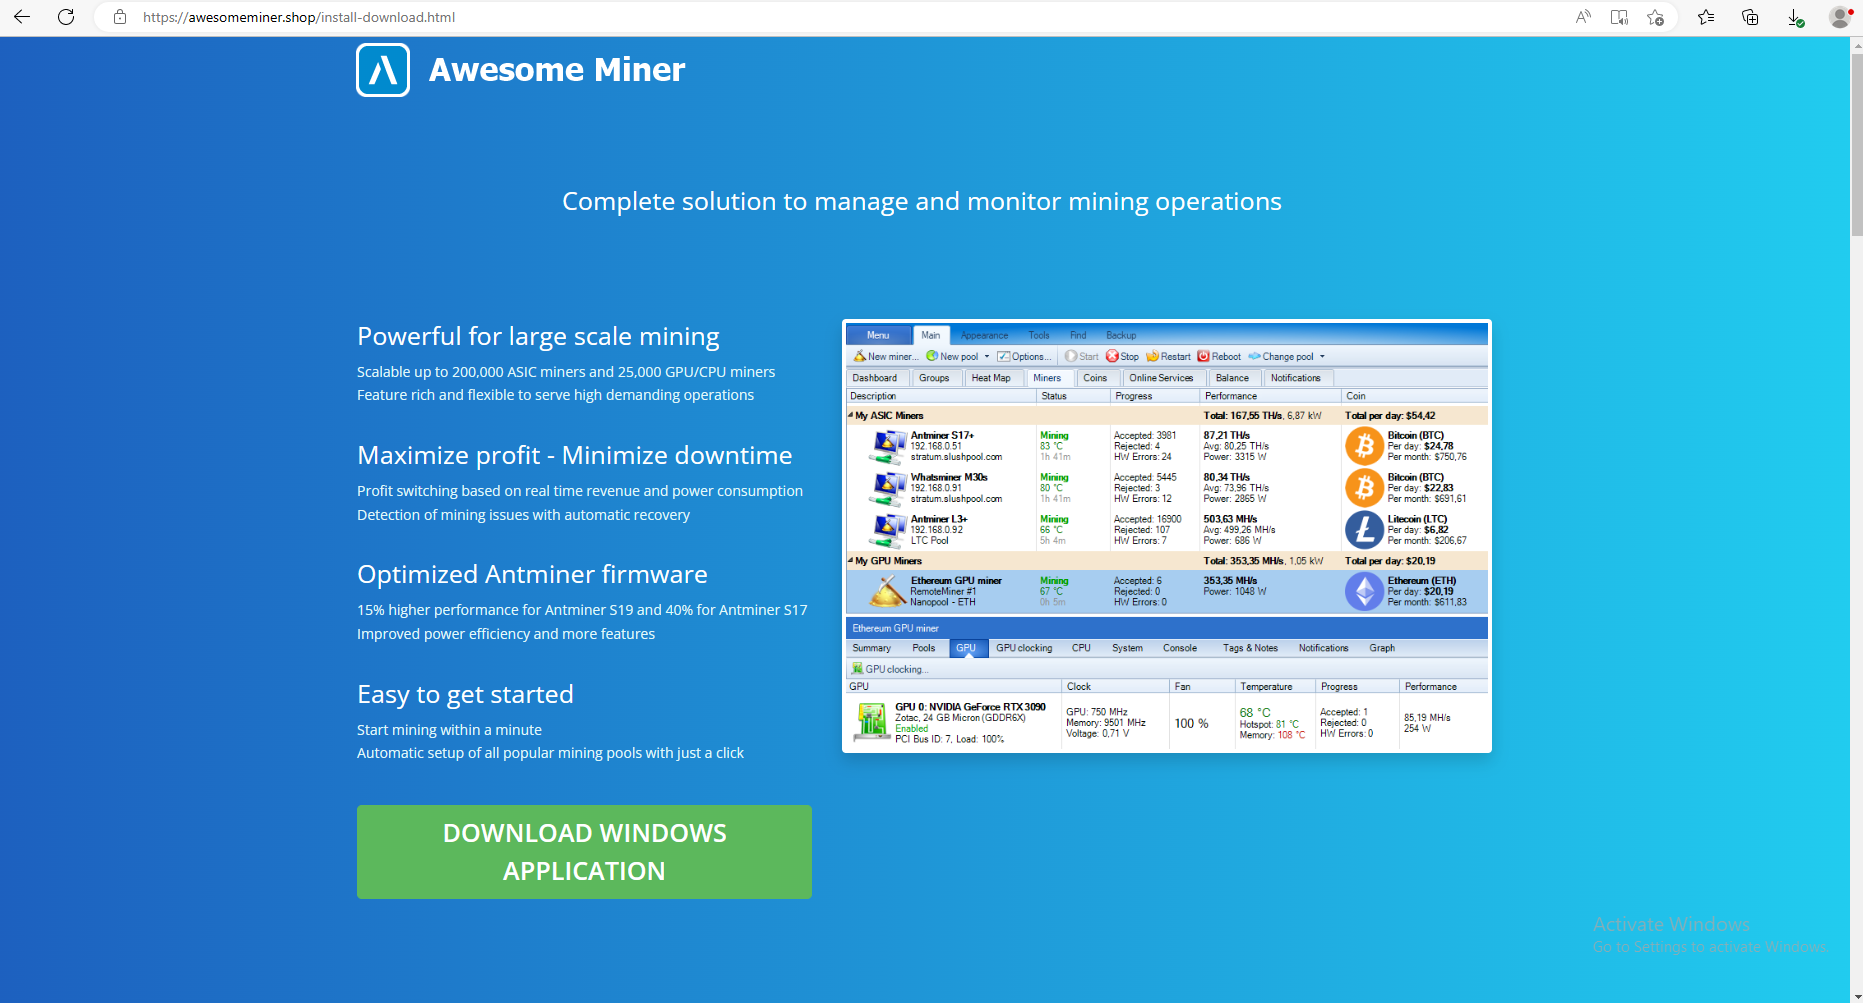 https://awesomeminer.shop/install-download.html
Awesome Miner
Complete solution to manage and monitor mining operations
Powerful for large scale mining
Scalable up to 200,000 ASIC miners and 25,000 GPU/CPU miners
Feature rich and flexible to serve high demanding operations
Maximize profit - Minimize downtime
Profit switching based on real time revenue and power consumption
Detection of mining issues with automatic recovery
Optimized Antminer firmware
15% higher performance for Antminer S19 and 40% for Antminer S17
Improved power efficiency and more features
Easy to get started
Start mining within a minute
Automatic setup of all popular mining pools with just a click
DOWNLOAD WINDOWS
APPLICATION
Menu Main Appearance Tools Find Backup
New miner... New pool Options... Start Stop Restart Reboot Change pool
Dashboard Groups Heat Map Miners Coins Online Services Balance Notifications
Description Status Progress Performance Coin
My ASIC Miners Total: 167,55 TH/s, 6,87 kW Total per day: $54,42
Antminer S17+ Mining Accepted: 3981 87,21 TH/s Bitcoin (BTC)
192.168.0.51 83 °C Rejected: 4 Avg: 80,25 TH/s Per day: $24,78
stratum.slushpool.com 1h 41m HW Errors: 24 Power: 3315 W Per month: $750,76
Whatsminer M30s Mining Accepted: 5445 80,34 TH/s Bitcoin (BTC)
192.168.0.91 80 °C Rejected: 3 Avg: 73,96 TH/s Per day: $22,83
stratum.slushpool.com 1h 41m HW Errors: 12 Power: 2865 W Per month: $691,61
Antminer L3+ Mining Accepted: 16900 503,63 MH/s Litecoin (LTC)
192.168.0.92 66 °C Rejected: 107 Avg: 499,26 MH/s Per day: $6,82
LTC Pool 5h 4m HW Errors: 7 Power: 686 W Per month: $206,67
My GPU Miners Total: 353,35 MH/s, 1,05 kW Total per day: $20,19
Ethereum GPU miner Mining Accepted: 6 353,35 MH/s Ethereum (ETH)
RemoteMiner #1 67 °C Rejected: 0 Power: 1048 W Per day: $20,19
Nanopool - ETH 0h 5m HW Errors: 0 Per month: $611,83
Ethereum GPU miner
Summary Pools GPU GPU clocking CPU System Console Tags & Notes Notifications Graph
GPU clocking...
GPU Clock Fan Temperature Progress Performance
GPU 0: NVIDIA GeForce RTX 3090 GPU: 750 MHz 100 % 68 °C Accepted: 1 85,19 MH/s
Zotac, 24 GB Micron (GDDR6X) Memory: 9501 MHz Hotspot: 81 °C Rejected: 0 254 W
Enabled Voltage: 0,71 V Memory: 108 °C HW Errors: 0
PCI Bus ID: 7, Load: 100%
Activate Windows
Go to Settings to activate Windows.